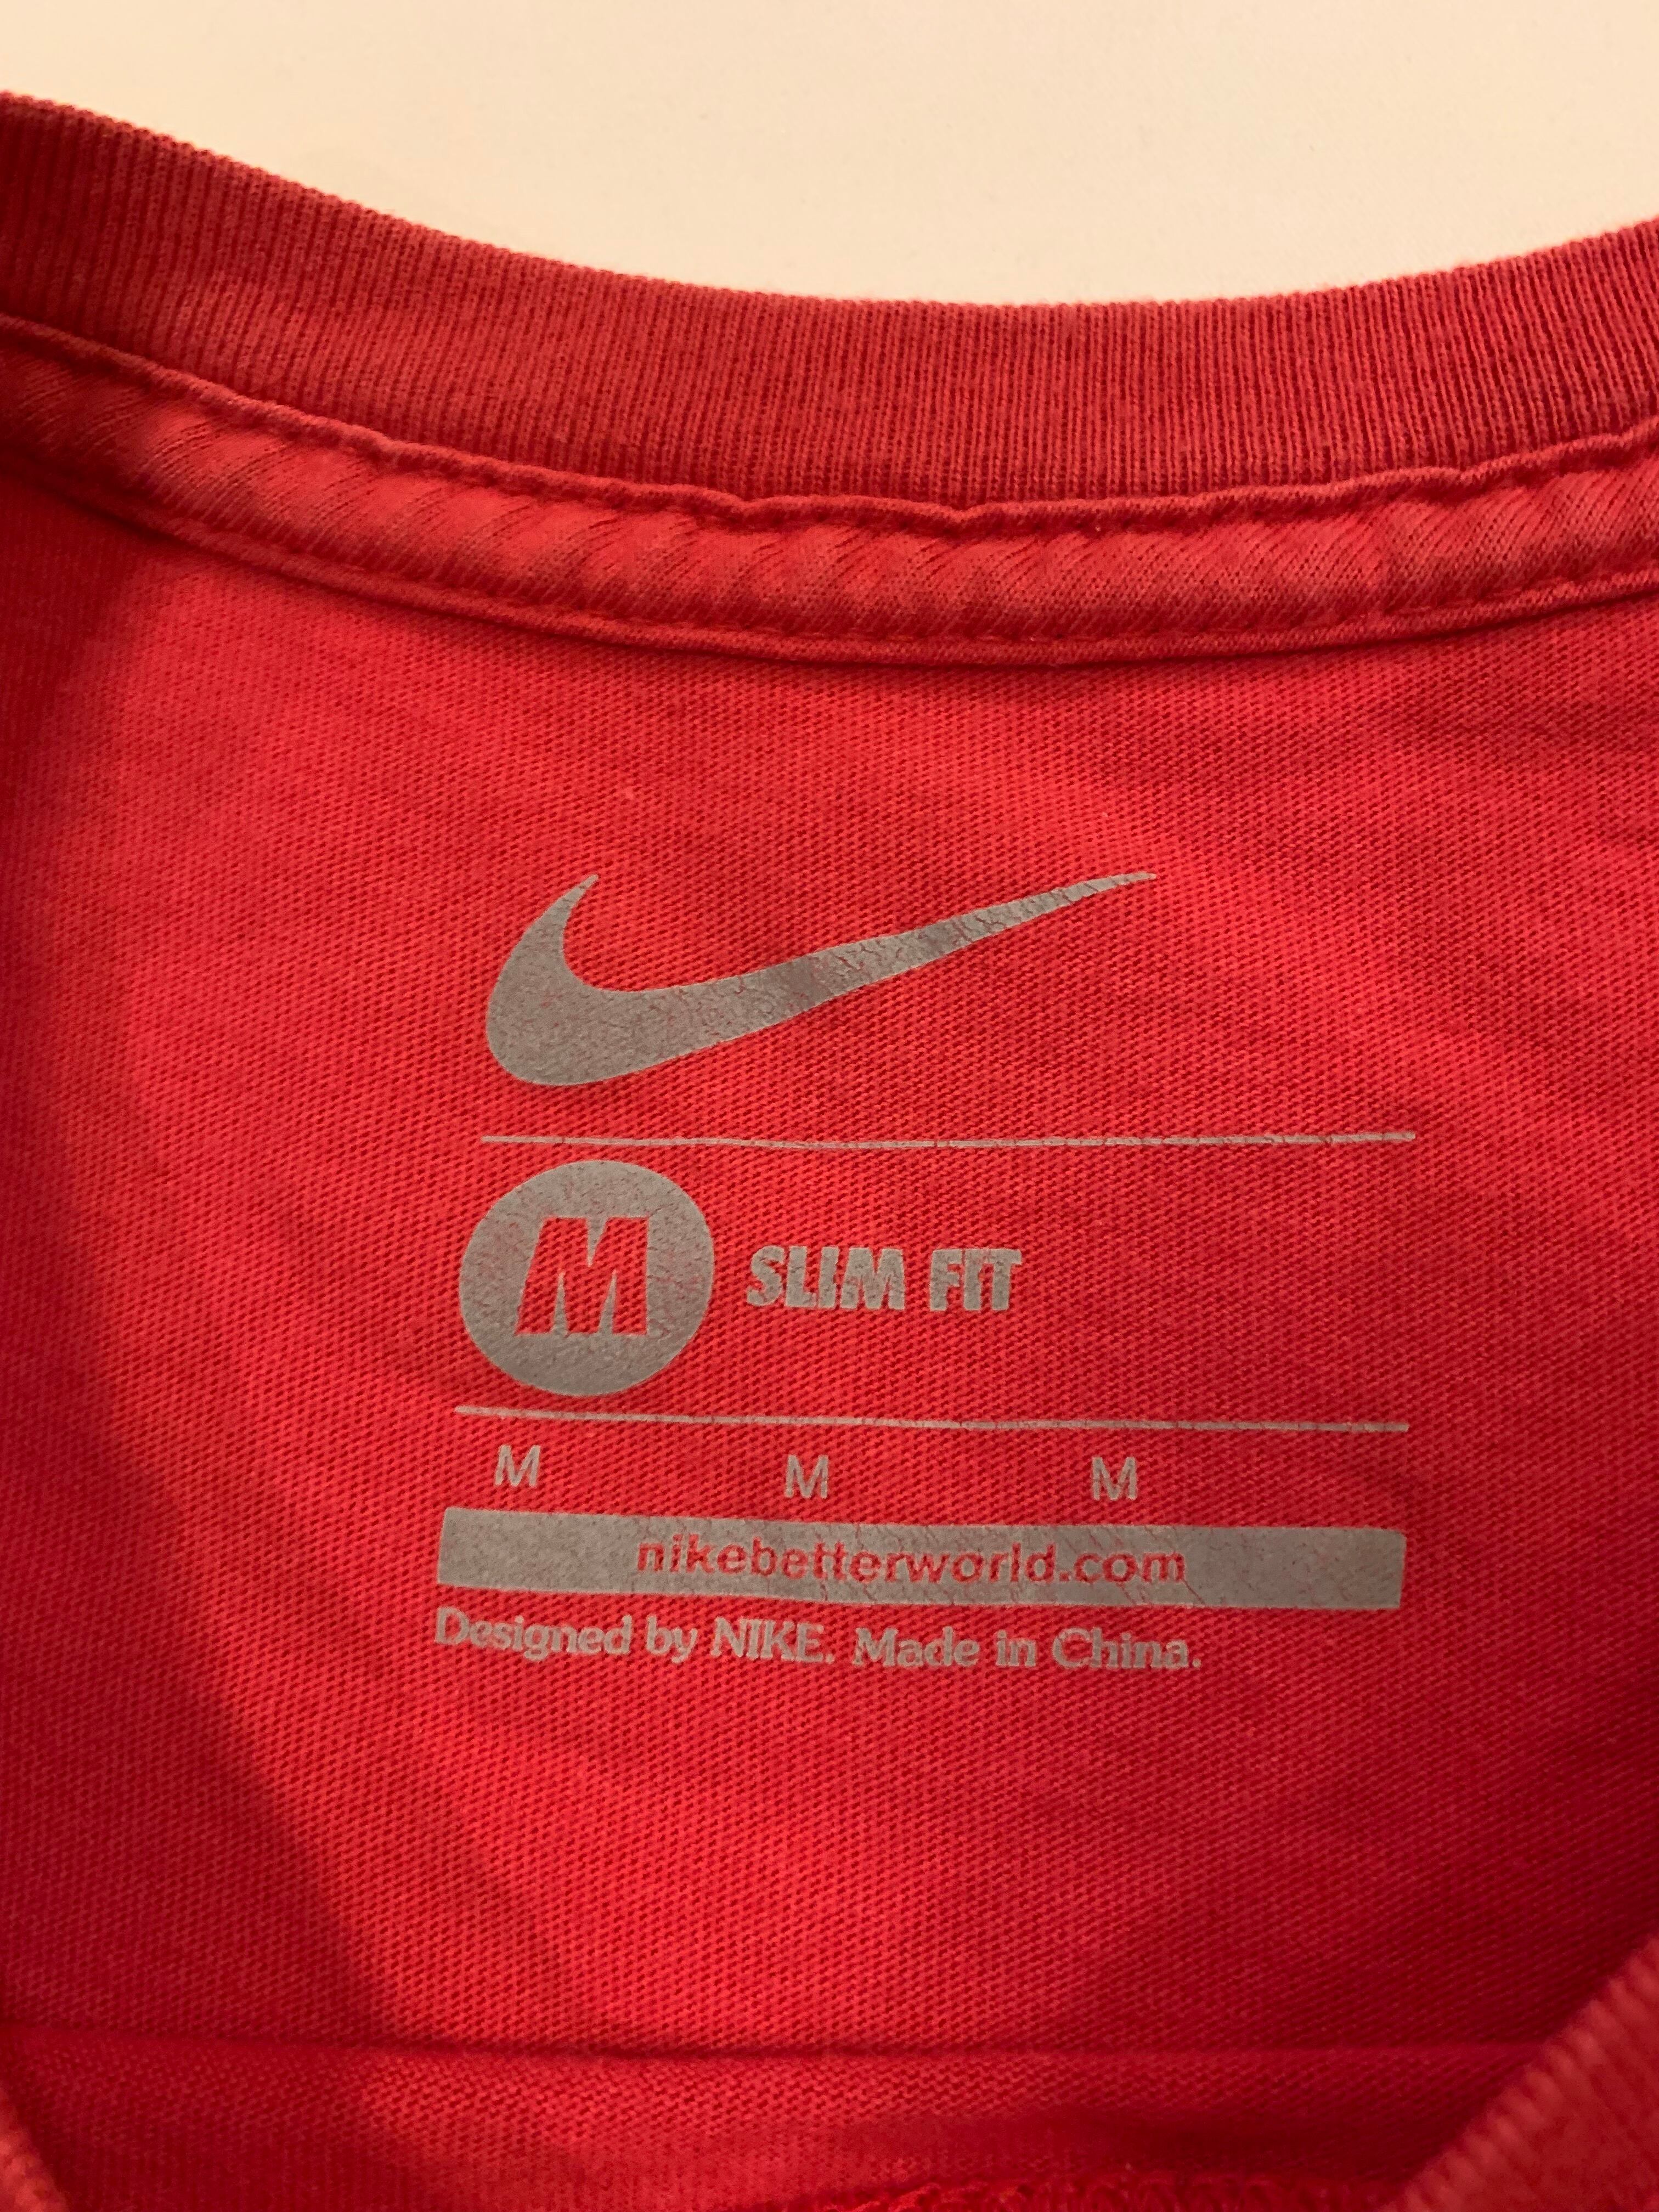 M SLIM FIT
M M M
nikebetterworld.com
Designed by NIKE. Made in China.